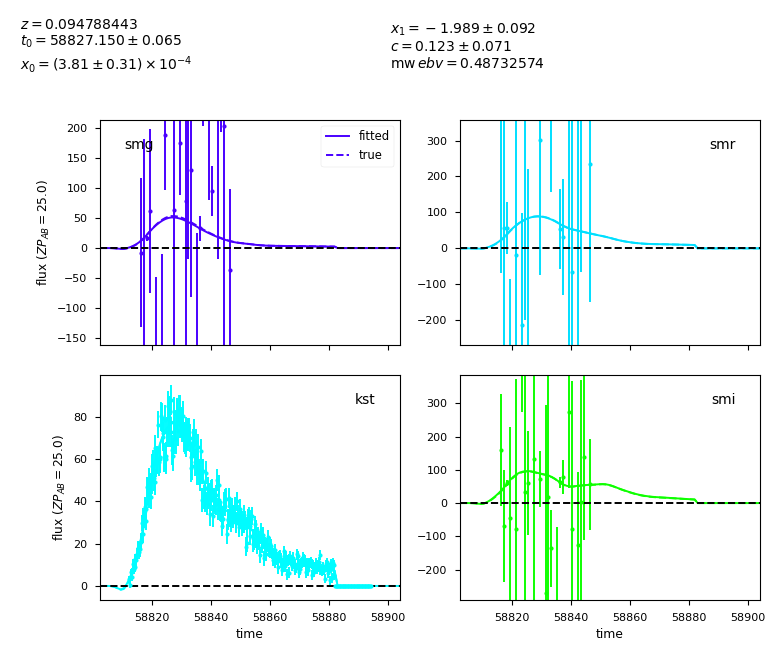 z = 0.094788443
t₀ = 58827.150 ± 0.065
x₀ = (3.81 ± 0.31) × 10⁻⁴
x₁ = −1.989 ± 0.092
c = 0.123 ± 0.071
mw ebv = 0.48732574
smg
fitted
true
200
150
100
50
0
−50
−100
−150
flux (ZP_AB = 25.0)
smr
300
200
100
0
−100
−200
kst
80
60
40
20
0
flux (ZP_AB = 25.0)
58820 58840 58860 58880 58900
time
smi
300
200
100
0
−100
−200
58820 58840 58860 58880 58900
time